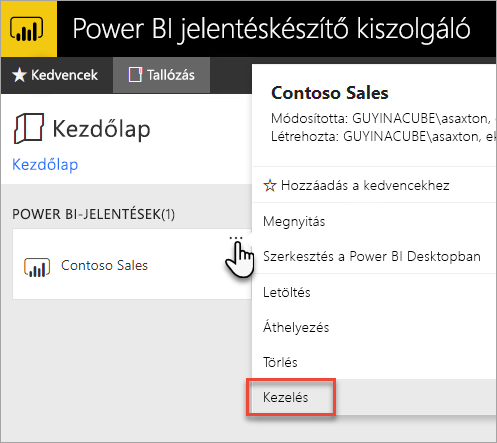 Power BI jelentéskészítő kiszolgáló
Kedvencek
Tallózás
Kezdőlap
Kezdőlap
POWER BI-JELENTÉSEK(1)
Contoso Sales
Contoso Sales
Módosította: GUYINACUBE\asaxton,
Létrehozta: GUYINACUBE\asaxton, ek
Hozzáadás a kedvencekhez
Megnyitás
Szerkesztés a Power BI Desktopban
Letöltés
Áthelyezés
Törlés
Kezelés